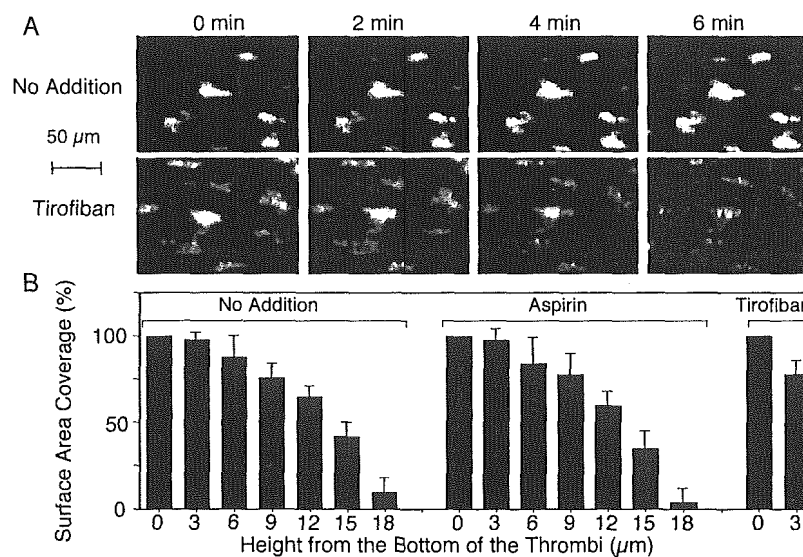 A
0 min 2 min 4 min 6 min
No Addition
50 µm
Tirofiban
B
No Addition Aspirin Tirofiban
Surface Area Coverage (%)
100
50
0
0 3 6 9 12 15 18 0 3 6 9 12 15 18 0 3
Height from the Bottom of the Thrombi (µm)